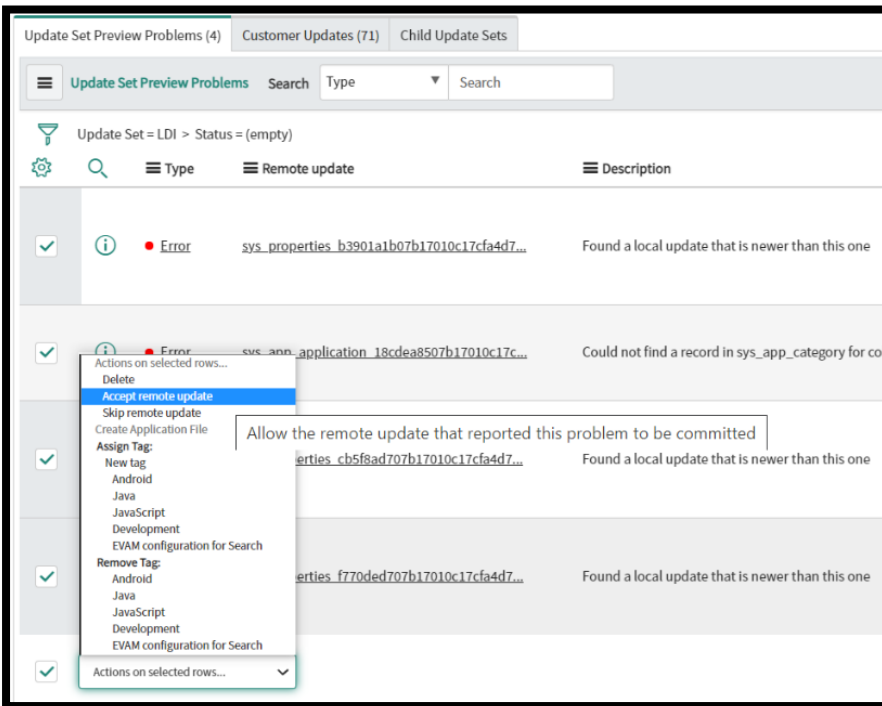 Update Set Preview Problems (4) Customer Updates (71) Child Update Sets
Update Set Preview Problems Search Type Search
Update Set = LDI > Status = (empty)
Type Remote update Description
Error sys_properties_b3901a1b07b17010c17cfa4d7... Found a local update that is newer than this one
Error sys_app_application_18cdea8507b17010c17c... Could not find a record in sys_app_category for co
Actions on selected rows...
Delete
Accept remote update
Skip remote update
Create Application File
Allow the remote update that reported this problem to be committed
Assign Tag:
New tag
erties_cb5f8ad707b17010c17cfa4d7... Found a local update that is newer than this one
Android
Java
JavaScript
Development
EVAM configuration for Search
Remove Tag:
Android
erties_f770ded707b17010c17cfa4d7... Found a local update that is newer than this one
Java
JavaScript
Development
EVAM configuration for Search
Actions on selected rows...